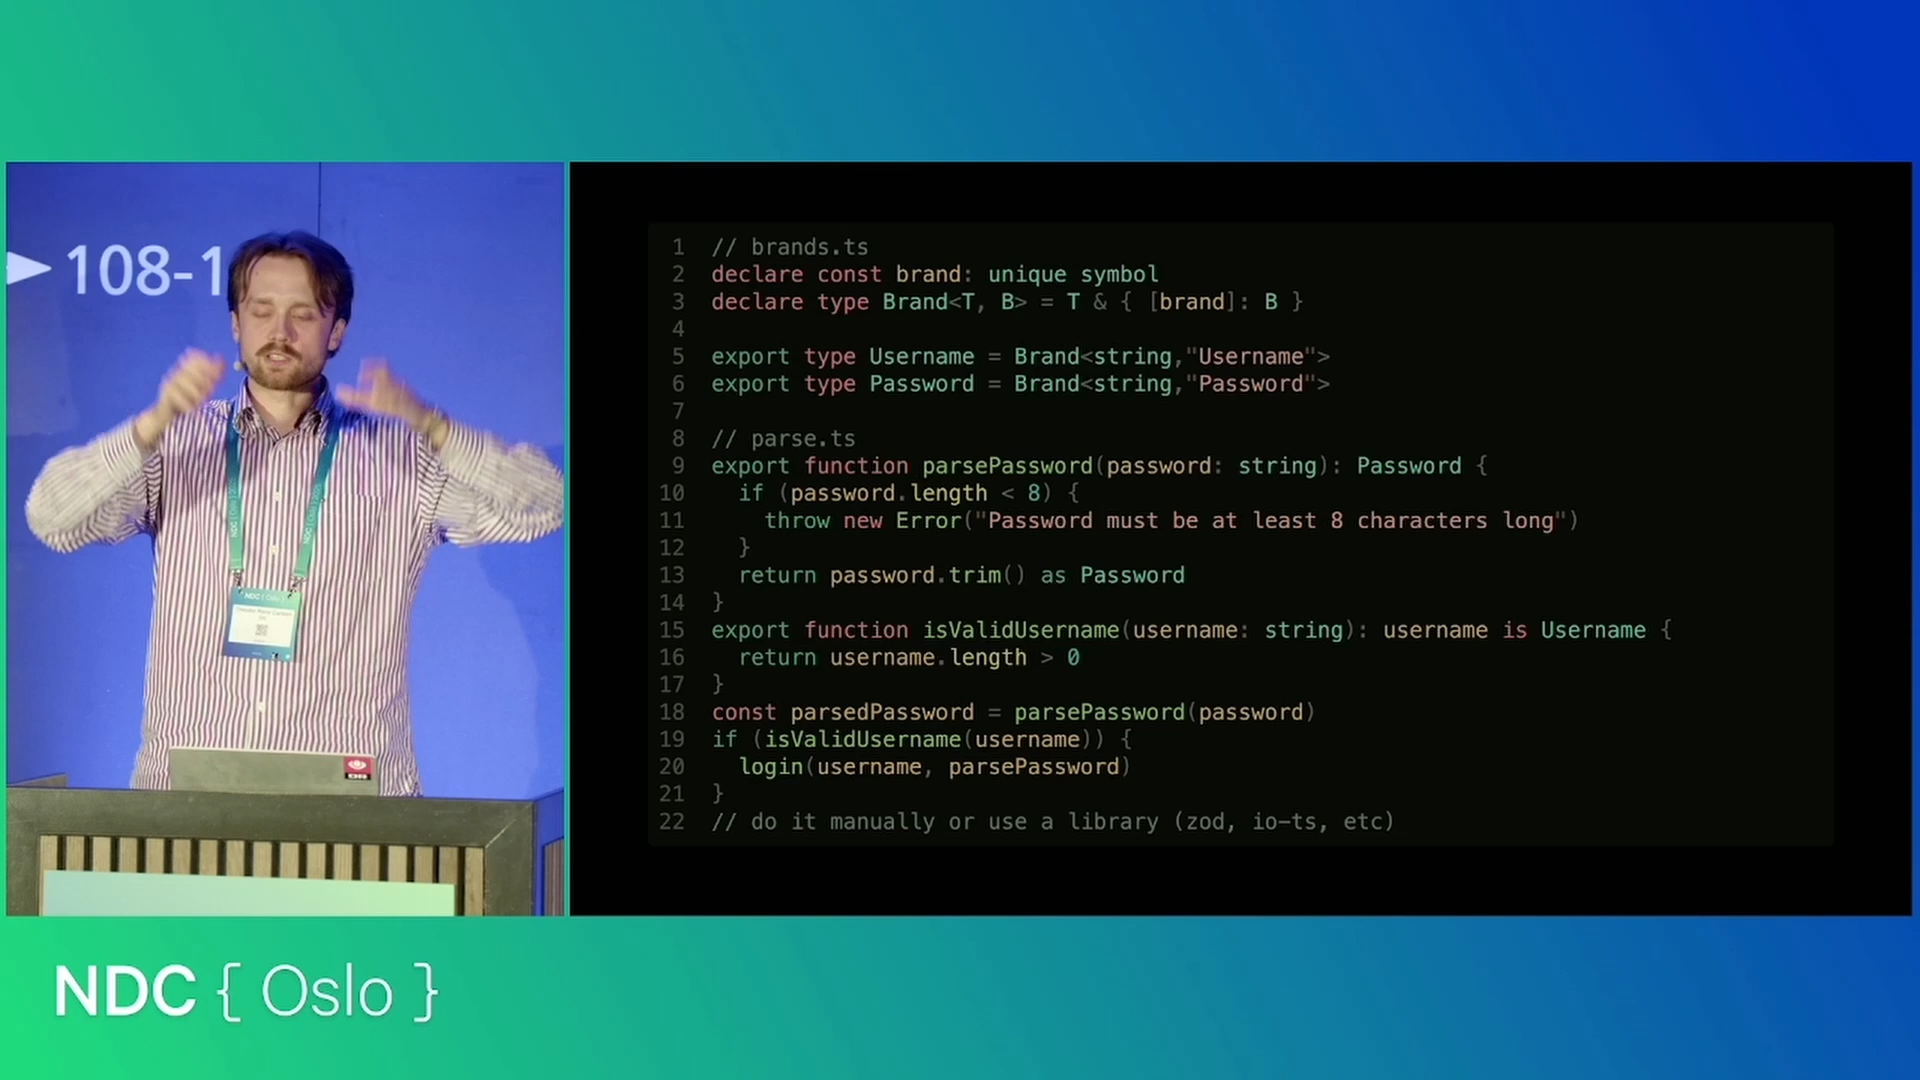 108-1
NDC { Oslo }
1 // brands.ts
2 declare const brand: unique symbol
3 declare type Brand<T, B> = T & { [brand]: B }
4
5 export type Username = Brand<string,"Username">
6 export type Password = Brand<string,"Password">
7
8 // parse.ts
9 export function parsePassword(password: string): Password {
10   if (password.length < 8) {
11     throw new Error("Password must be at least 8 characters long")
12   }
13   return password.trim() as Password
14 }
15 export function isValidUsername(username: string): username is Username {
16   return username.length > 0
17 }
18 const parsedPassword = parsePassword(password)
19 if (isValidUsername(username)) {
20   login(username, parsePassword)
21 }
22 // do it manually or use a library (zod, io-ts, etc)
NDC { Oslo }